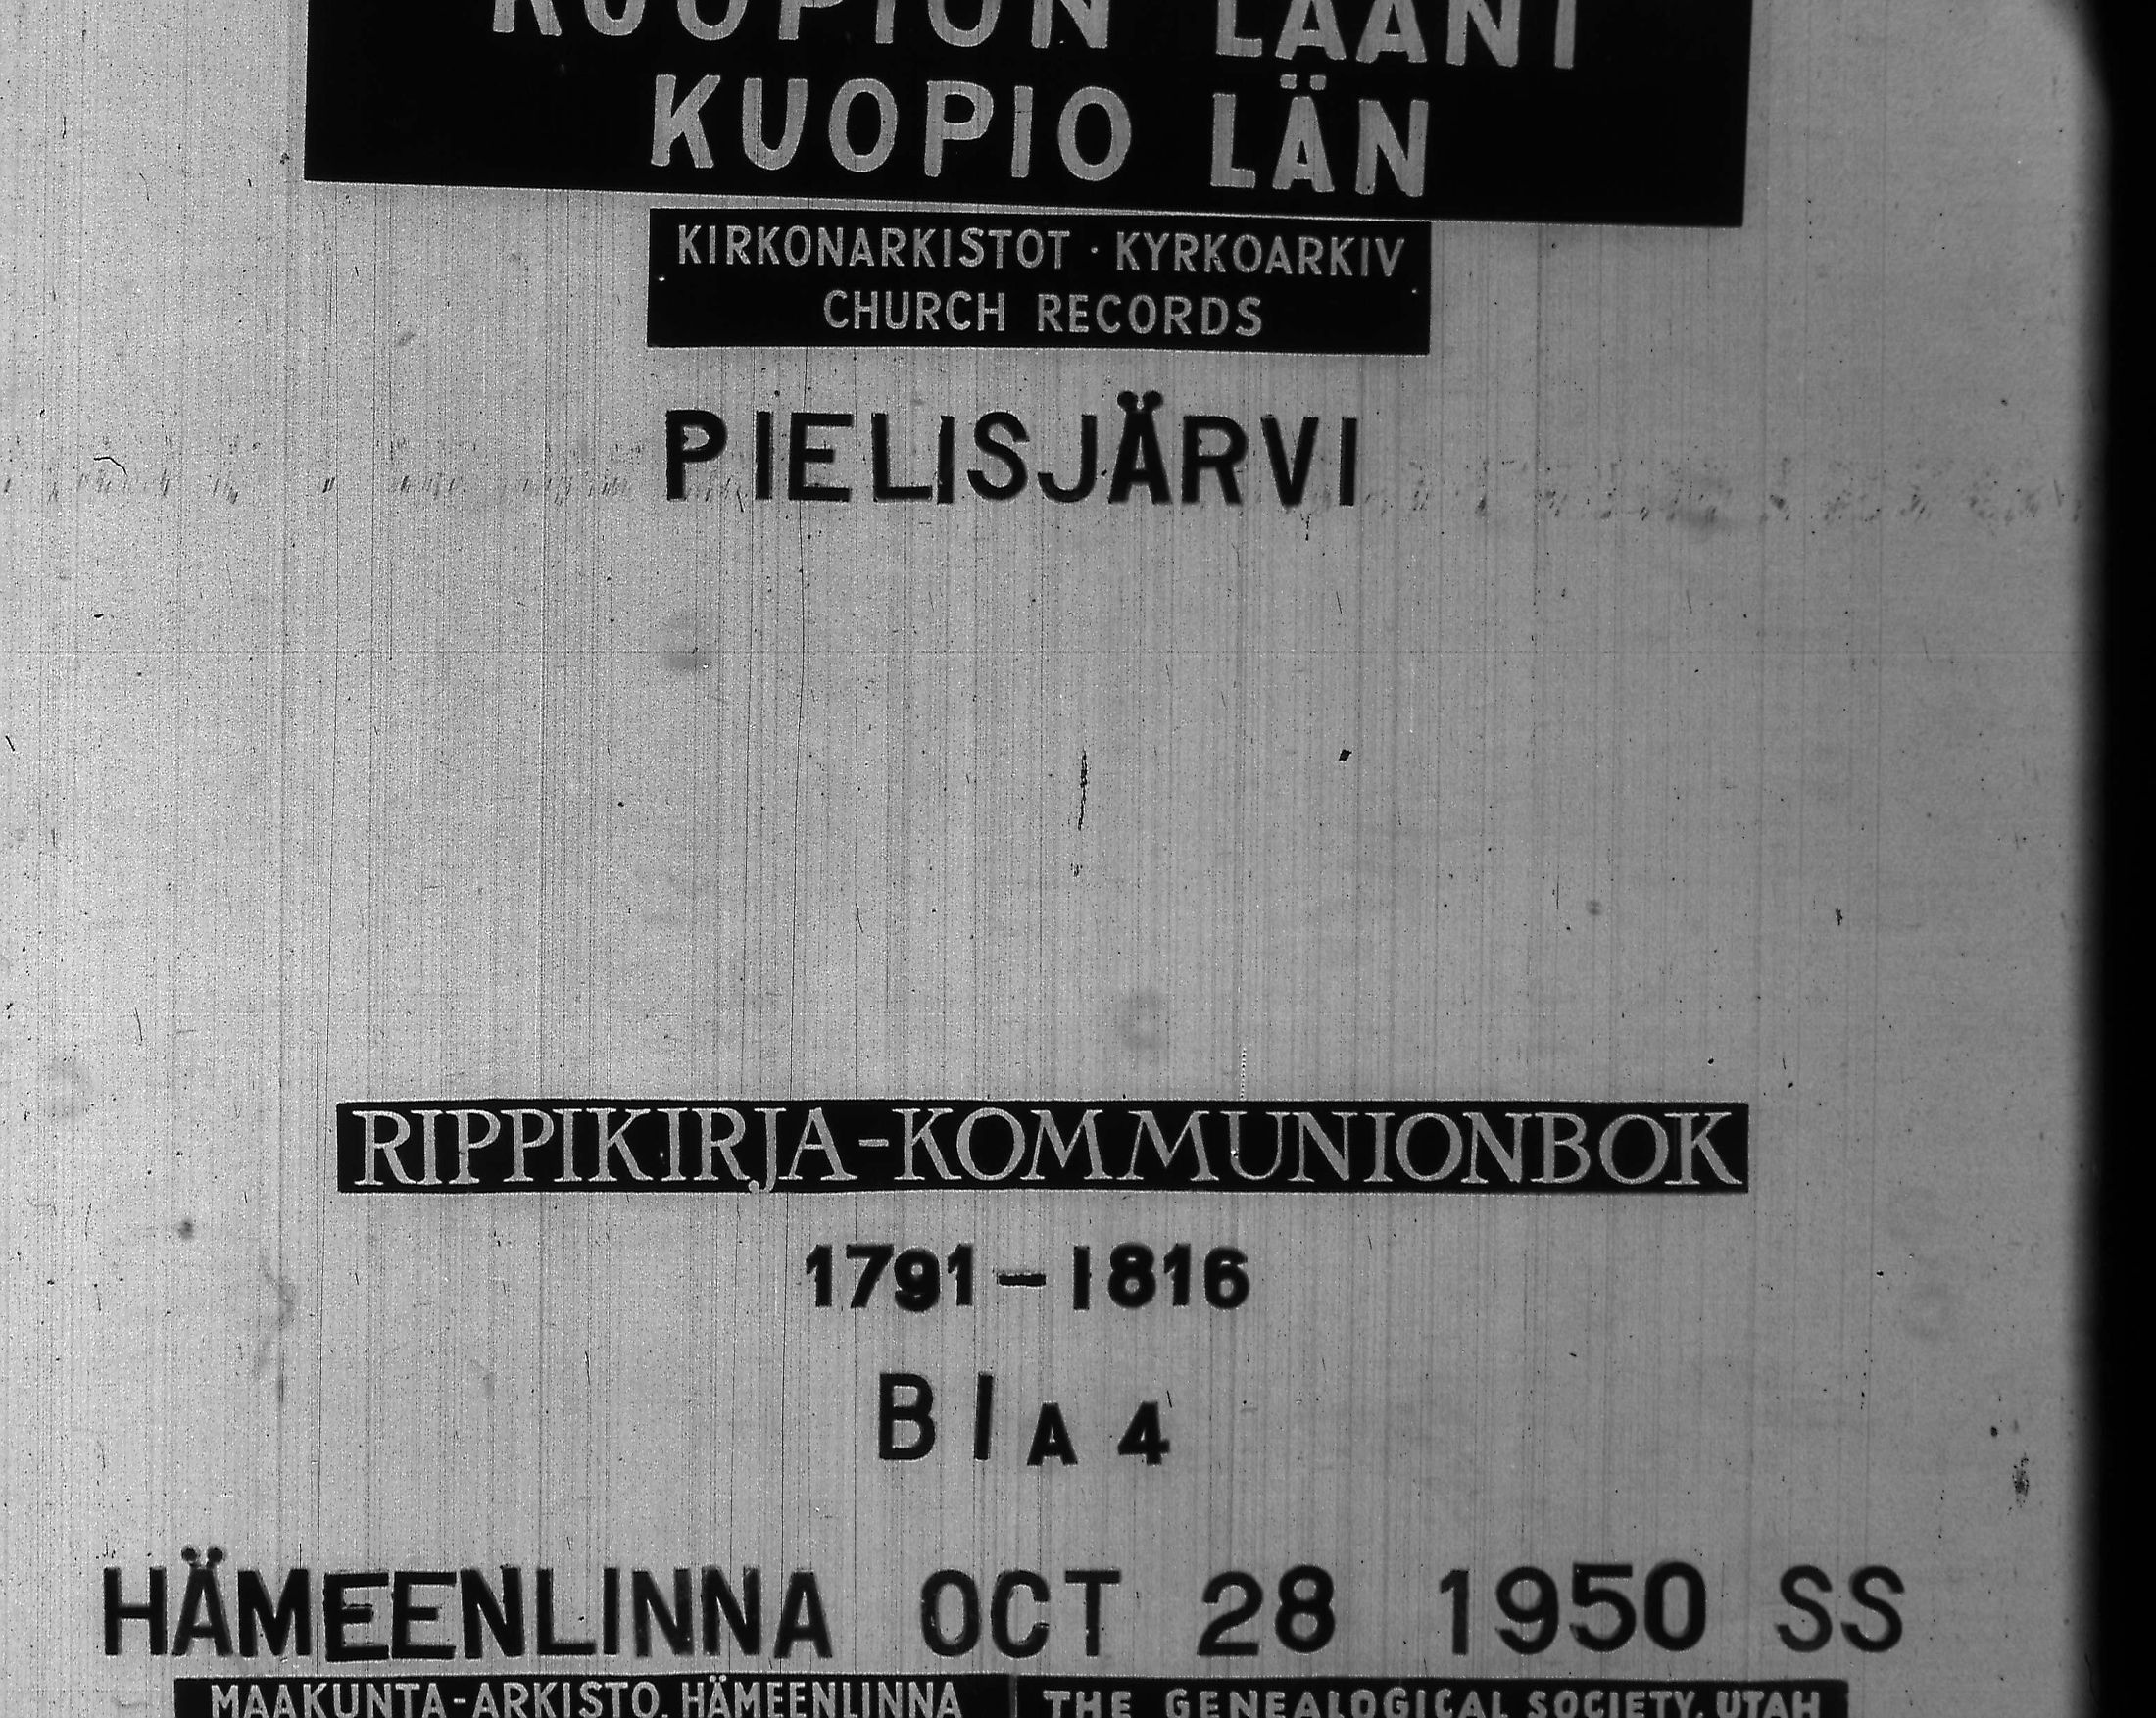 KUOPION LÄÄNI
KUOPIO LÄN
KIRKONARKISTOT · KYRKOARKIV
CHURCH RECORDS
PIELISJÄRVI
RIPPIKIRJA-KOMMUNIONBOK
1791-1816
B I A 4
HÄMEENLINNA OCT 28 1950 SS
MAAKUNTA-ARKISTO, HÄMEENLINNA THE GENEALOGICAL SOCIETY, UTAH